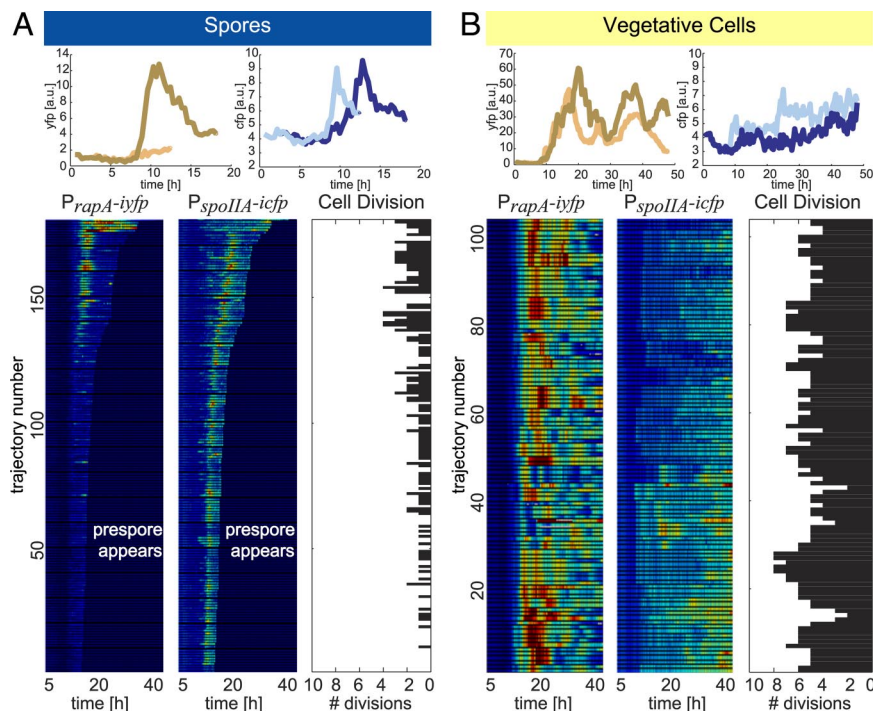 A
Spores
yfp [a.u.]
14
12
10
8
6
4
2
0
0 5 10 15 20
time [h]
cfp [a.u.]
10
9
8
7
6
5
4
3
2
0 5 10 15 20
time [h]
PrapA-iyfp
PspoIIA-icfp
Cell Division
trajectory number
150
100
50
prespore
appears
prespore
appears
5 20 40
time [h]
5 20 40
time [h]
10 8 6 4 2 0
# divisions
B
Vegetative Cells
yfp [a.u.]
70
60
50
40
30
20
10
0
0 10 20 30 40 50
time [h]
cfp [a.u.]
10
9
8
7
6
5
4
3
2
0 10 20 30 40 50
time [h]
PrapA-iyfp
PspoIIA-icfp
Cell Division
trajectory number
100
80
60
40
20
5 20 40
time [h]
5 20 40
time [h]
10 8 6 4 2 0
# divisions